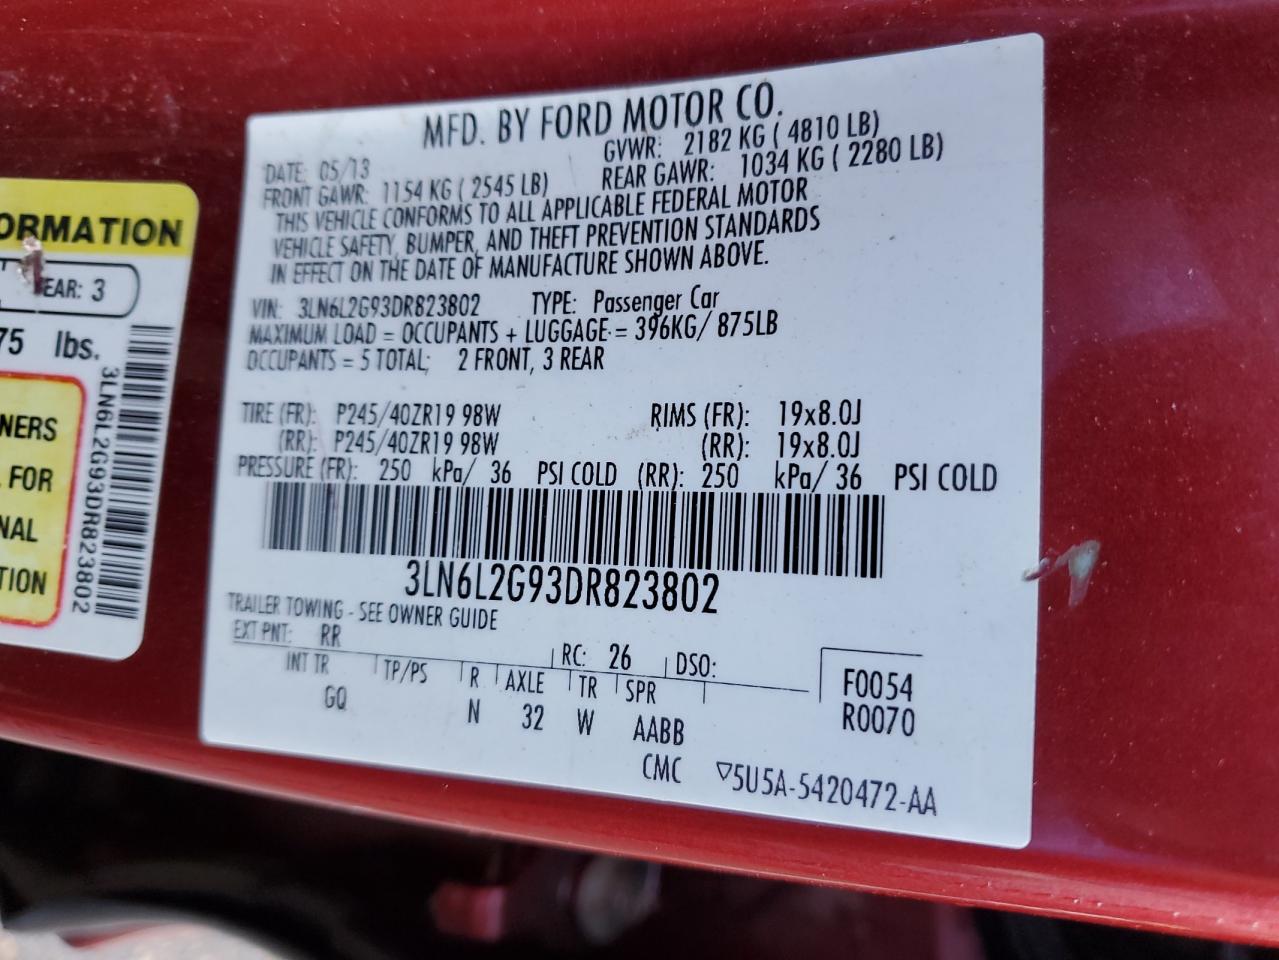 MFD. BY FORD MOTOR CO.
DATE: 05/13 GVWR: 2182 KG ( 4810 LB)
FRONT GAWR: 1154 KG ( 2545 LB) REAR GAWR: 1034 KG ( 2280 LB)
THIS VEHICLE CONFORMS TO ALL APPLICABLE FEDERAL MOTOR
VEHICLE SAFETY, BUMPER, AND THEFT PREVENTION STANDARDS
IN EFFECT ON THE DATE OF MANUFACTURE SHOWN ABOVE.
VIN: 3LN6L2G93DR823802 TYPE: Passenger Car
MAXIMUM LOAD = OCCUPANTS + LUGGAGE = 396KG/ 875LB
OCCUPANTS = 5 TOTAL; 2 FRONT, 3 REAR
TIRE (FR): P245/40ZR19 98W RIMS (FR): 19x8.0J
(RR): P245/40ZR19 98W (RR): 19x8.0J
PRESSURE (FR): 250 kPa/ 36 PSI COLD (RR): 250 kPa/ 36 PSI COLD
3LN6L2G93DR823802
TRAILER TOWING - SEE OWNER GUIDE
EXT PNT: RR RC: 26 DSO:
INT TR TP/PS R AXLE TR SPR
GQ N 32 W AABB
CMC
F0054
R0070
▽5U5A-5420472-AA
ORMATION
EAR: 3
75 lbs.
NERS
FOR
NAL
TION
3LN6L2G93DR823802